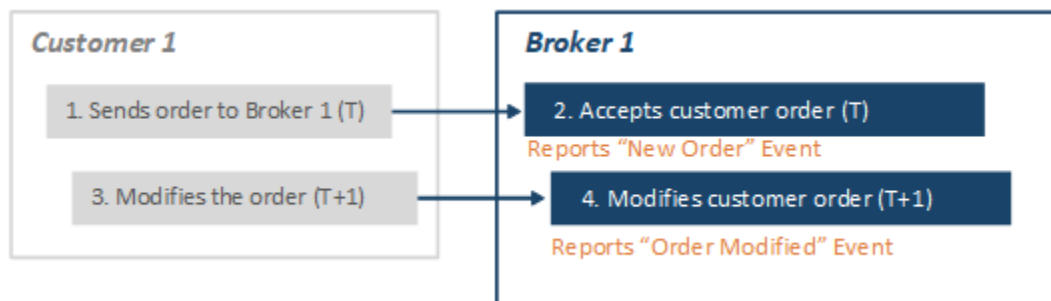 Customer 1
Broker 1
1. Sends order to Broker 1 (T)
2. Accepts customer order (T)
Reports “New Order” Event
3. Modifies the order (T+1)
4. Modifies customer order (T+1)
Reports “Order Modified” Event